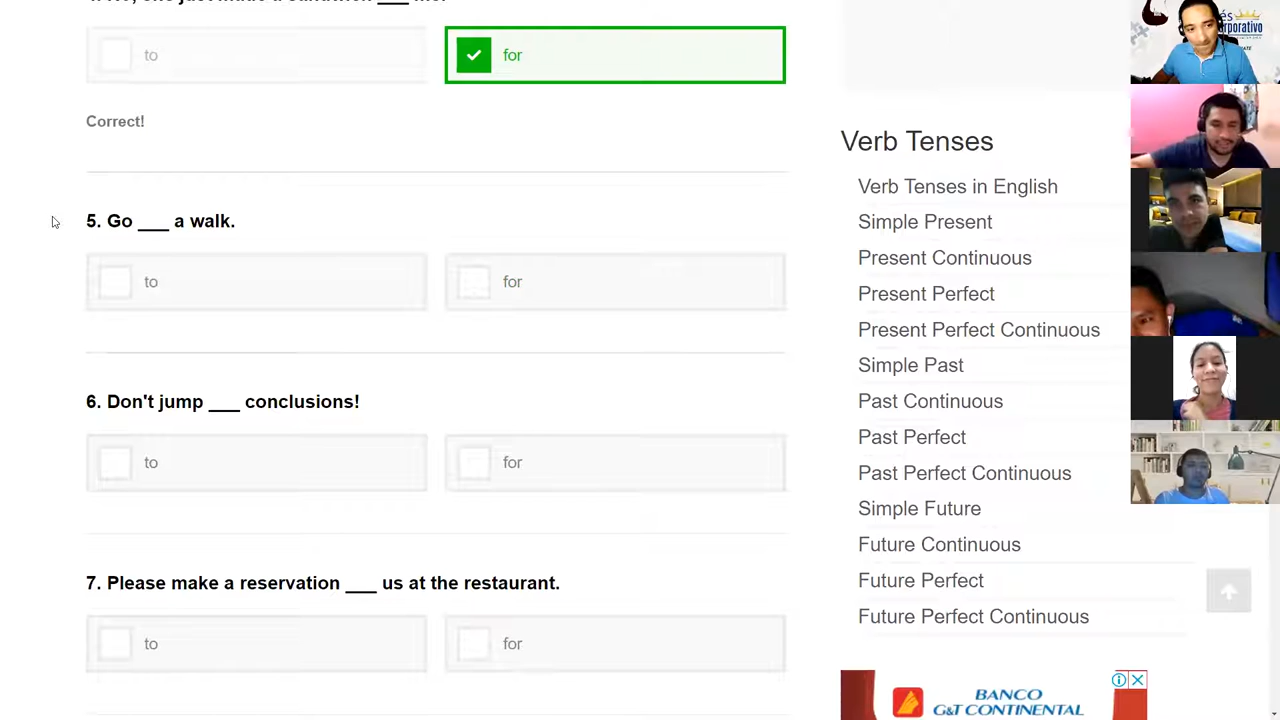 to
for
Correct!
5. Go ___ a walk.
to
for
6. Don't jump ___ conclusions!
to
for
7. Please make a reservation ___ us at the restaurant.
to
for
Verb Tenses
Verb Tenses in English
Simple Present
Present Continuous
Present Perfect
Present Perfect Continuous
Simple Past
Past Continuous
Past Perfect
Past Perfect Continuous
Simple Future
Future Continuous
Future Perfect
Future Perfect Continuous
BANCO
G&T CONTINENTAL